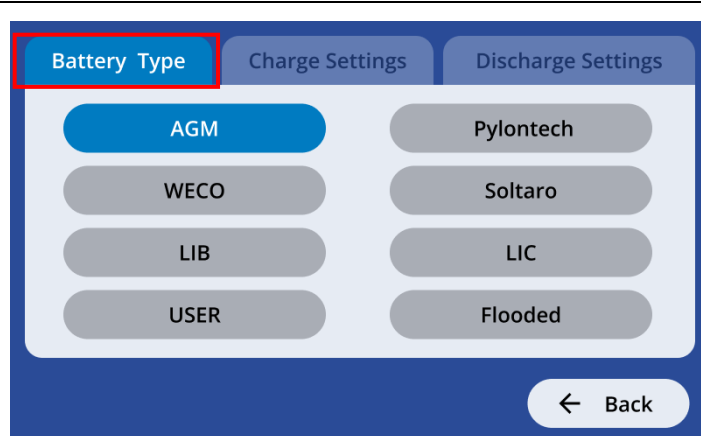 Battery Type Charge Settings Discharge Settings
AGM Pylontech
WECO Soltaro
LIB LIC
USER Flooded
← Back